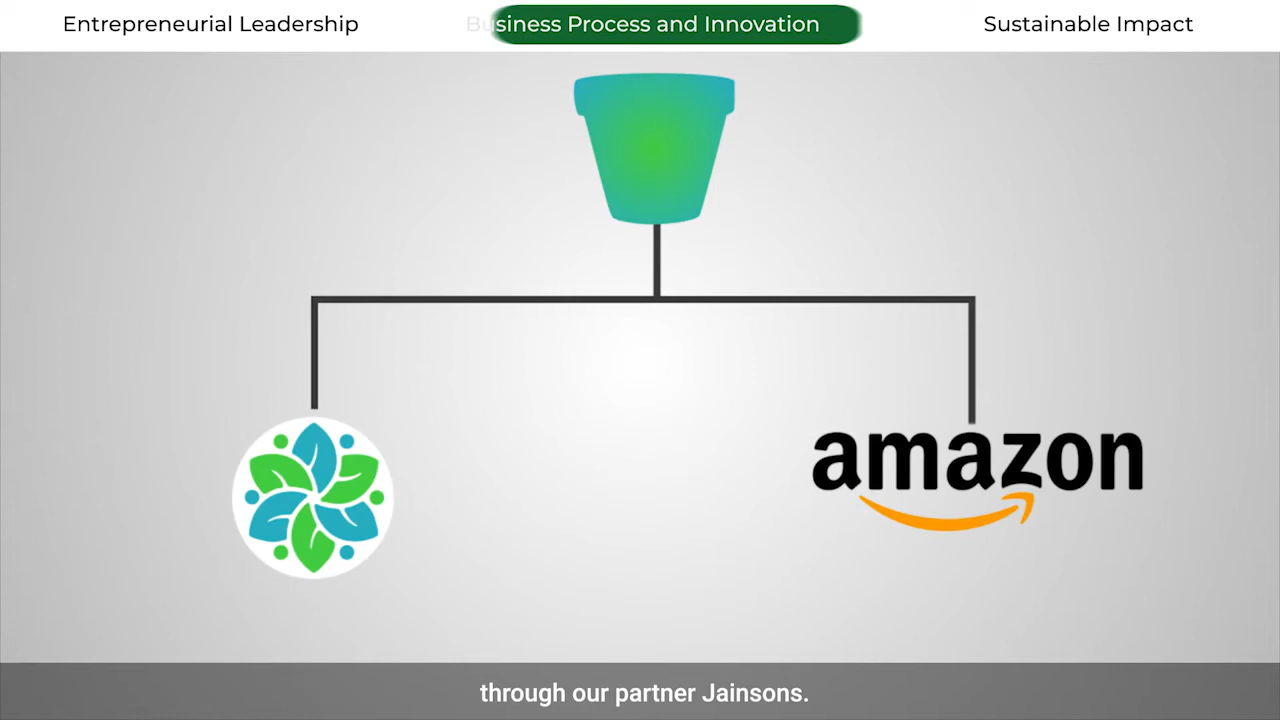 Entrepreneurial Leadership
Business Process and Innovation
Sustainable Impact
amazon
through our partner Jainsons.